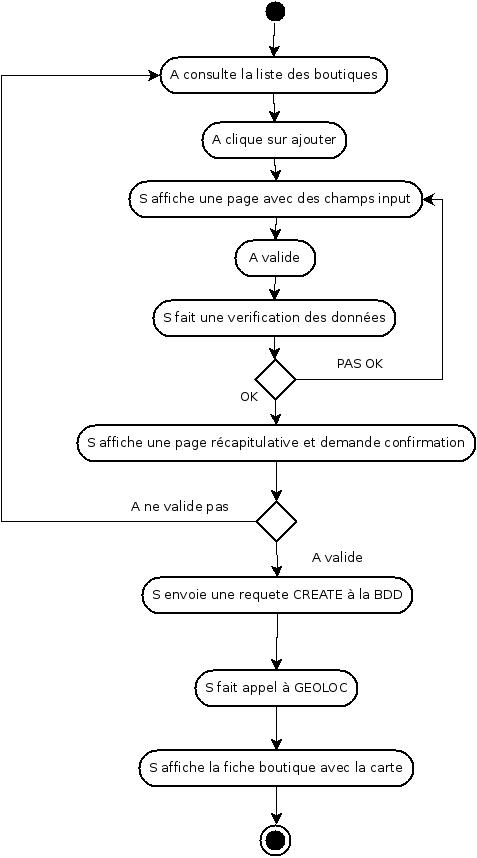 A consulte la liste des boutiques
A clique sur ajouter
S affiche une page avec des champs input
A valide
S fait une verification des données
PAS OK
OK
S affiche une page récapitulative et demande confirmation
A ne valide pas
A valide
S envoie une requete CREATE à la BDD
S fait appel à GEOLOC
S affiche la fiche boutique avec la carte